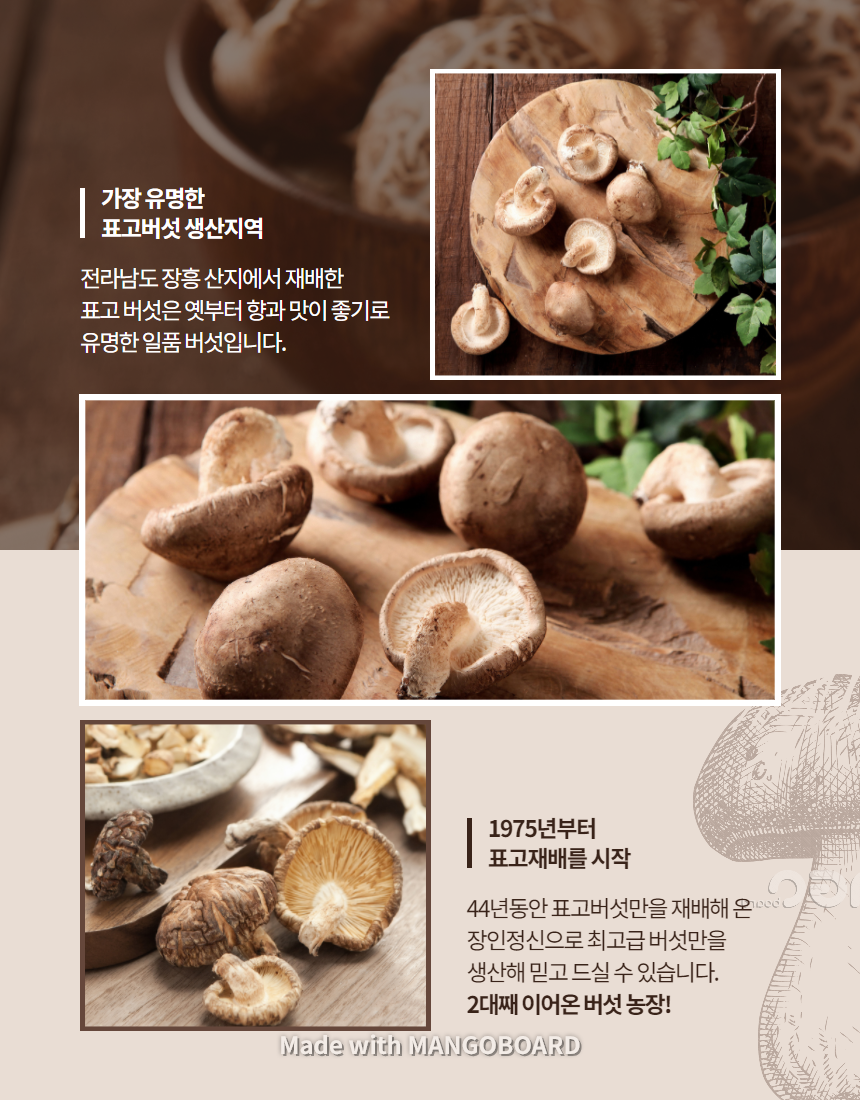 가장 유명한
표고버섯 생산지역
전라남도 장흥 산지에서 재배한
표고 버섯은 옛부터 향과 맛이 좋기로
유명한 일품 버섯입니다.
1975년부터
표고재배를 시작
44년동안 표고버섯만을 재배해 온
장인정신으로 최고급 버섯만을
생산해 믿고 드실 수 있습니다.
2대째 이어온 버섯 농장!
Made with MANGOBOARD